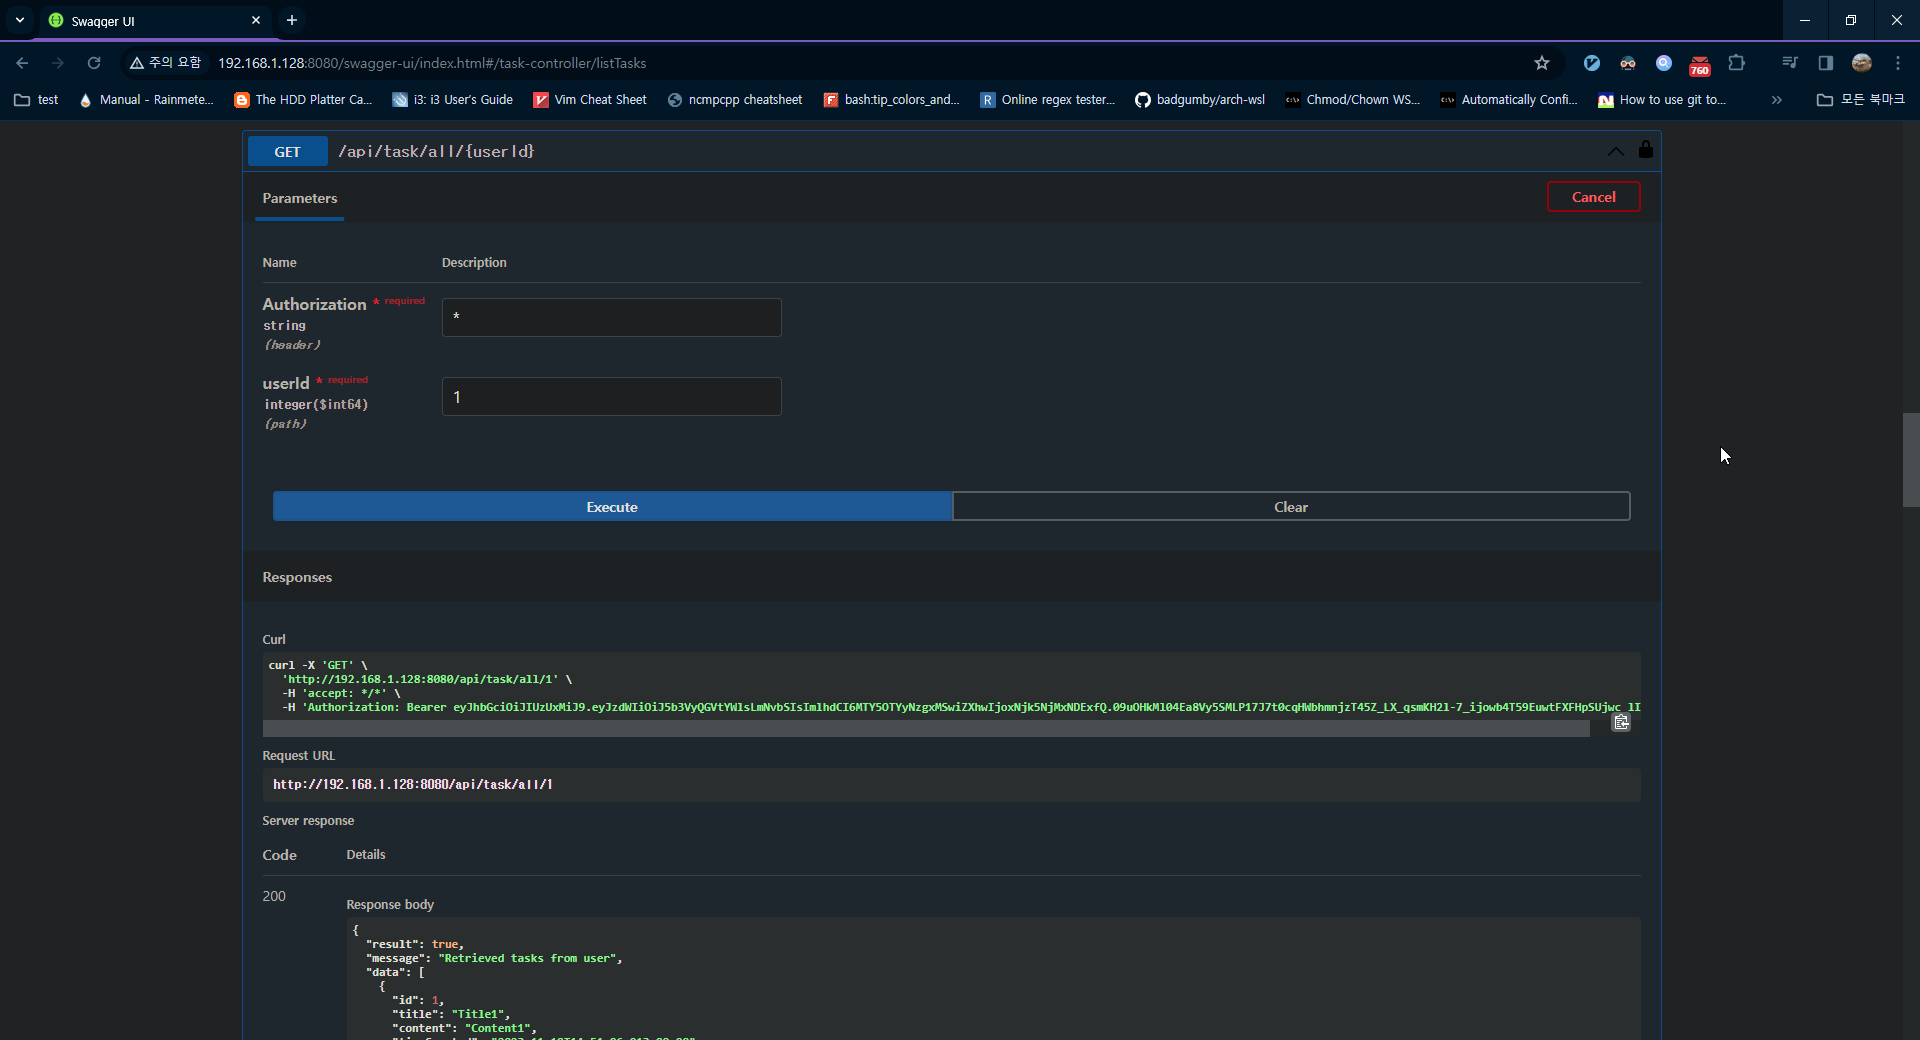 Swagger UI
주의 요함
192.168.1.128:8080/swagger-ui/index.html#/task-controller/listTasks
760
test
Manual - Rainmete...
The HDD Platter Ca...
i3: i3 User's Guide
Vim Cheat Sheet
ncmpcpp cheatsheet
bash:tip_colors_and...
Online regex tester...
badgumby/arch-wsl
Chmod/Chown WS...
Automatically Confi...
How to use git to...
모든 북마크
GET /api/task/all/{userId}
Parameters
Cancel
Name Description
Authorization * required
string
(header)
*
userId * required
integer($int64)
(path)
1
Execute
Clear
Responses
Curl
curl -X 'GET' \
'http://192.168.1.128:8080/api/task/all/1' \
-H 'accept: */*' \
-H 'Authorization: Bearer
Request URL
http://192.168.1.128:8080/api/task/all/1
Server response
Code Details
200
Response body
{
"result": true,
"message": "Retrieved tasks from user",
"data": [
{
"id": 1,
"title": "Title1",
"content": "Content1",